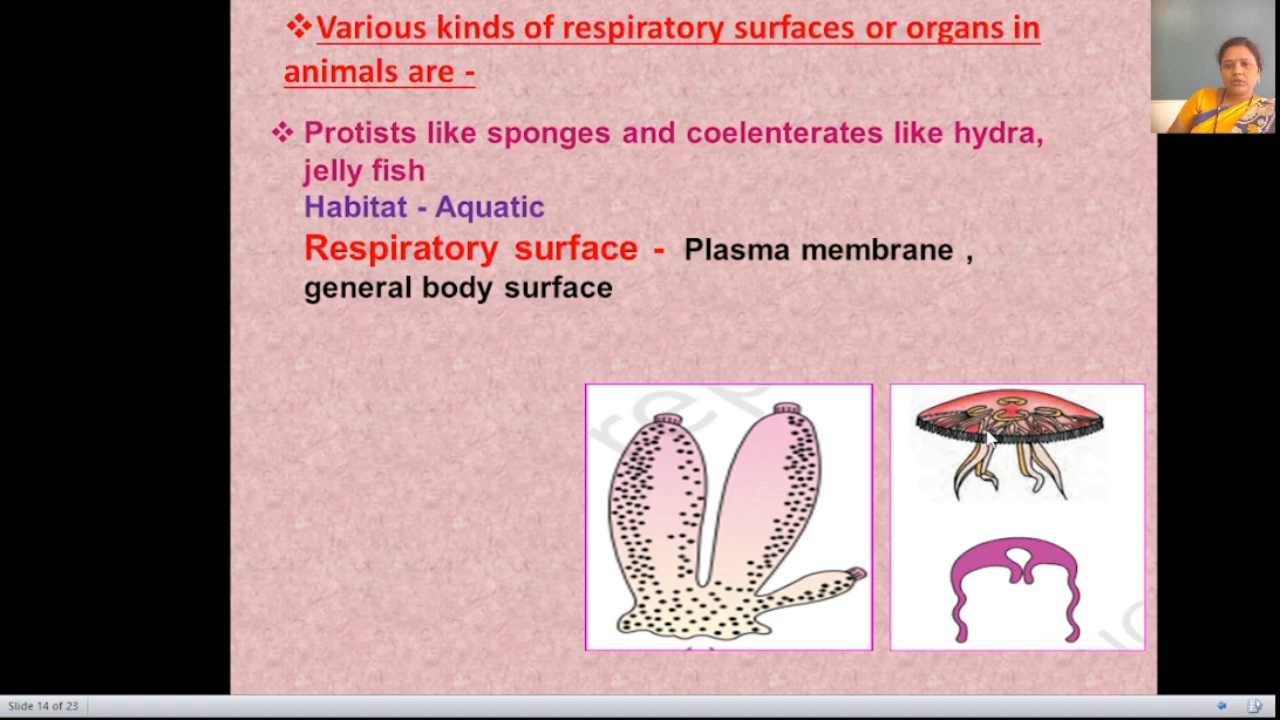 ❖Various kinds of respiratory surfaces or organs in
animals are -
❖ Protists like sponges and coelenterates like hydra,
jelly fish
Habitat - Aquatic
Respiratory surface - Plasma membrane ,
general body surface
Slide 14 of 23